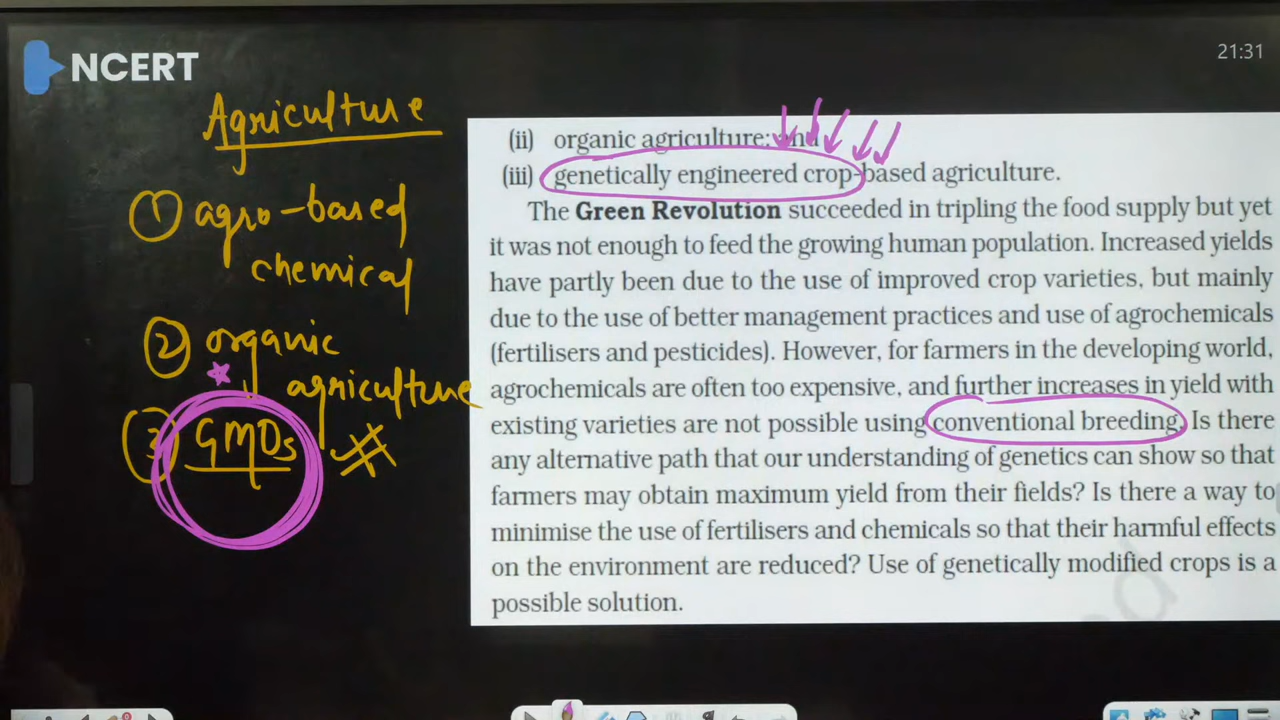 NCERT
21:31
Agriculture
① agro-based
chemical
② organic
agriculture
③ GMOs
(ii) organic agriculture; and
(iii) genetically engineered crop-based agriculture.
The Green Revolution succeeded in tripling the food supply but yet
it was not enough to feed the growing human population. Increased yields
have partly been due to the use of improved crop varieties, but mainly
due to the use of better management practices and use of agrochemicals
(fertilisers and pesticides). However, for farmers in the developing world,
agrochemicals are often too expensive, and further increases in yield with
existing varieties are not possible using conventional breeding. Is there
any alternative path that our understanding of genetics can show so that
farmers may obtain maximum yield from their fields? Is there a way to
minimise the use of fertilisers and chemicals so that their harmful effects
on the environment are reduced? Use of genetically modified crops is a
possible solution.